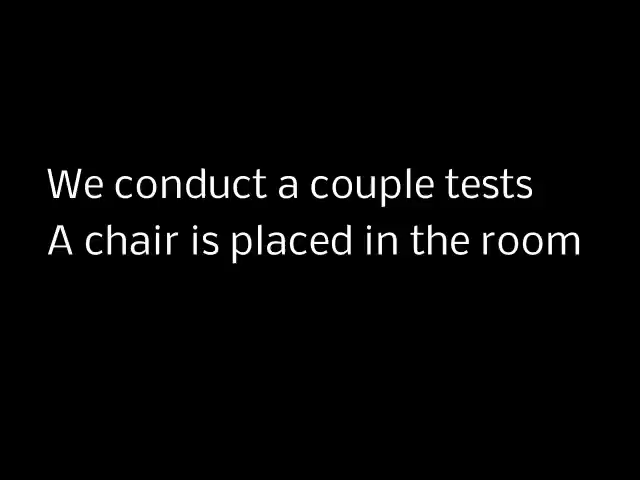 We conduct a couple tests
A chair is placed in the room